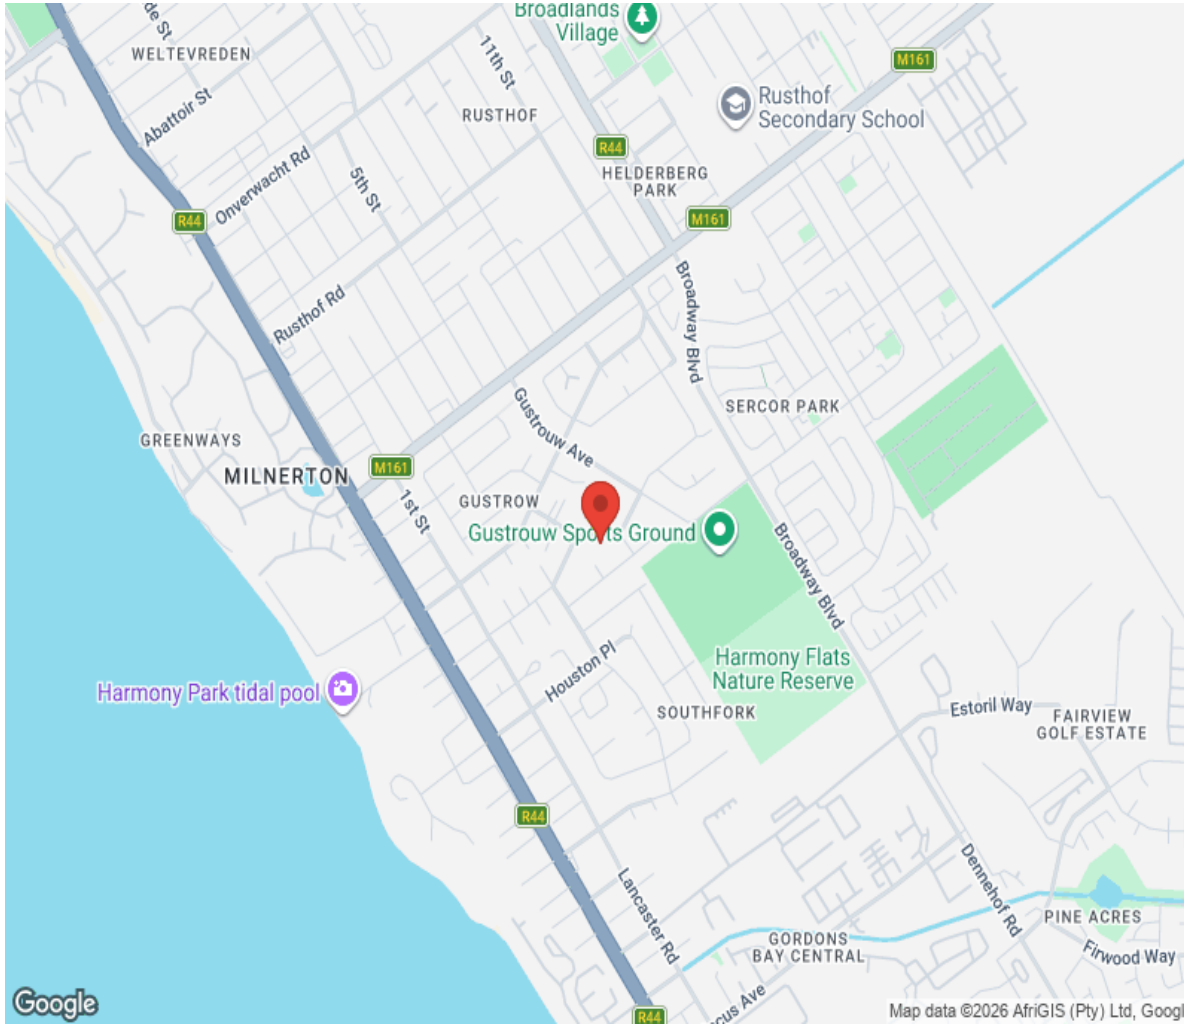 Broadlands
Village
M161
de St
WELTEVREDEN
11th St
Abattoir St
RUSTHOF
Rusthof
Secondary School
R44
HELDERBERG
PARK
Onverwacht Rd
5th St
R44
M161
Broadway Blvd
Rusthof Rd
SERCOR PARK
Gustrouw Ave
GREENWAYS
MILNERTON
M161
1st St
GUSTROW
Gustrouw Sports Ground
Broadway Blvd
Houston Pl
Harmony Flats
Nature Reserve
Harmony Park tidal pool
SOUTHFORK
Estoril Way
FAIRVIEW
GOLF ESTATE
R44
Lancaster Rd
Dennehof Rd
PINE ACRES
GORDONS
BAY CENTRAL
Firwood Way
cus Ave
R44
Google
Map data ©2026 AfriGIS (Pty) Ltd, Googl